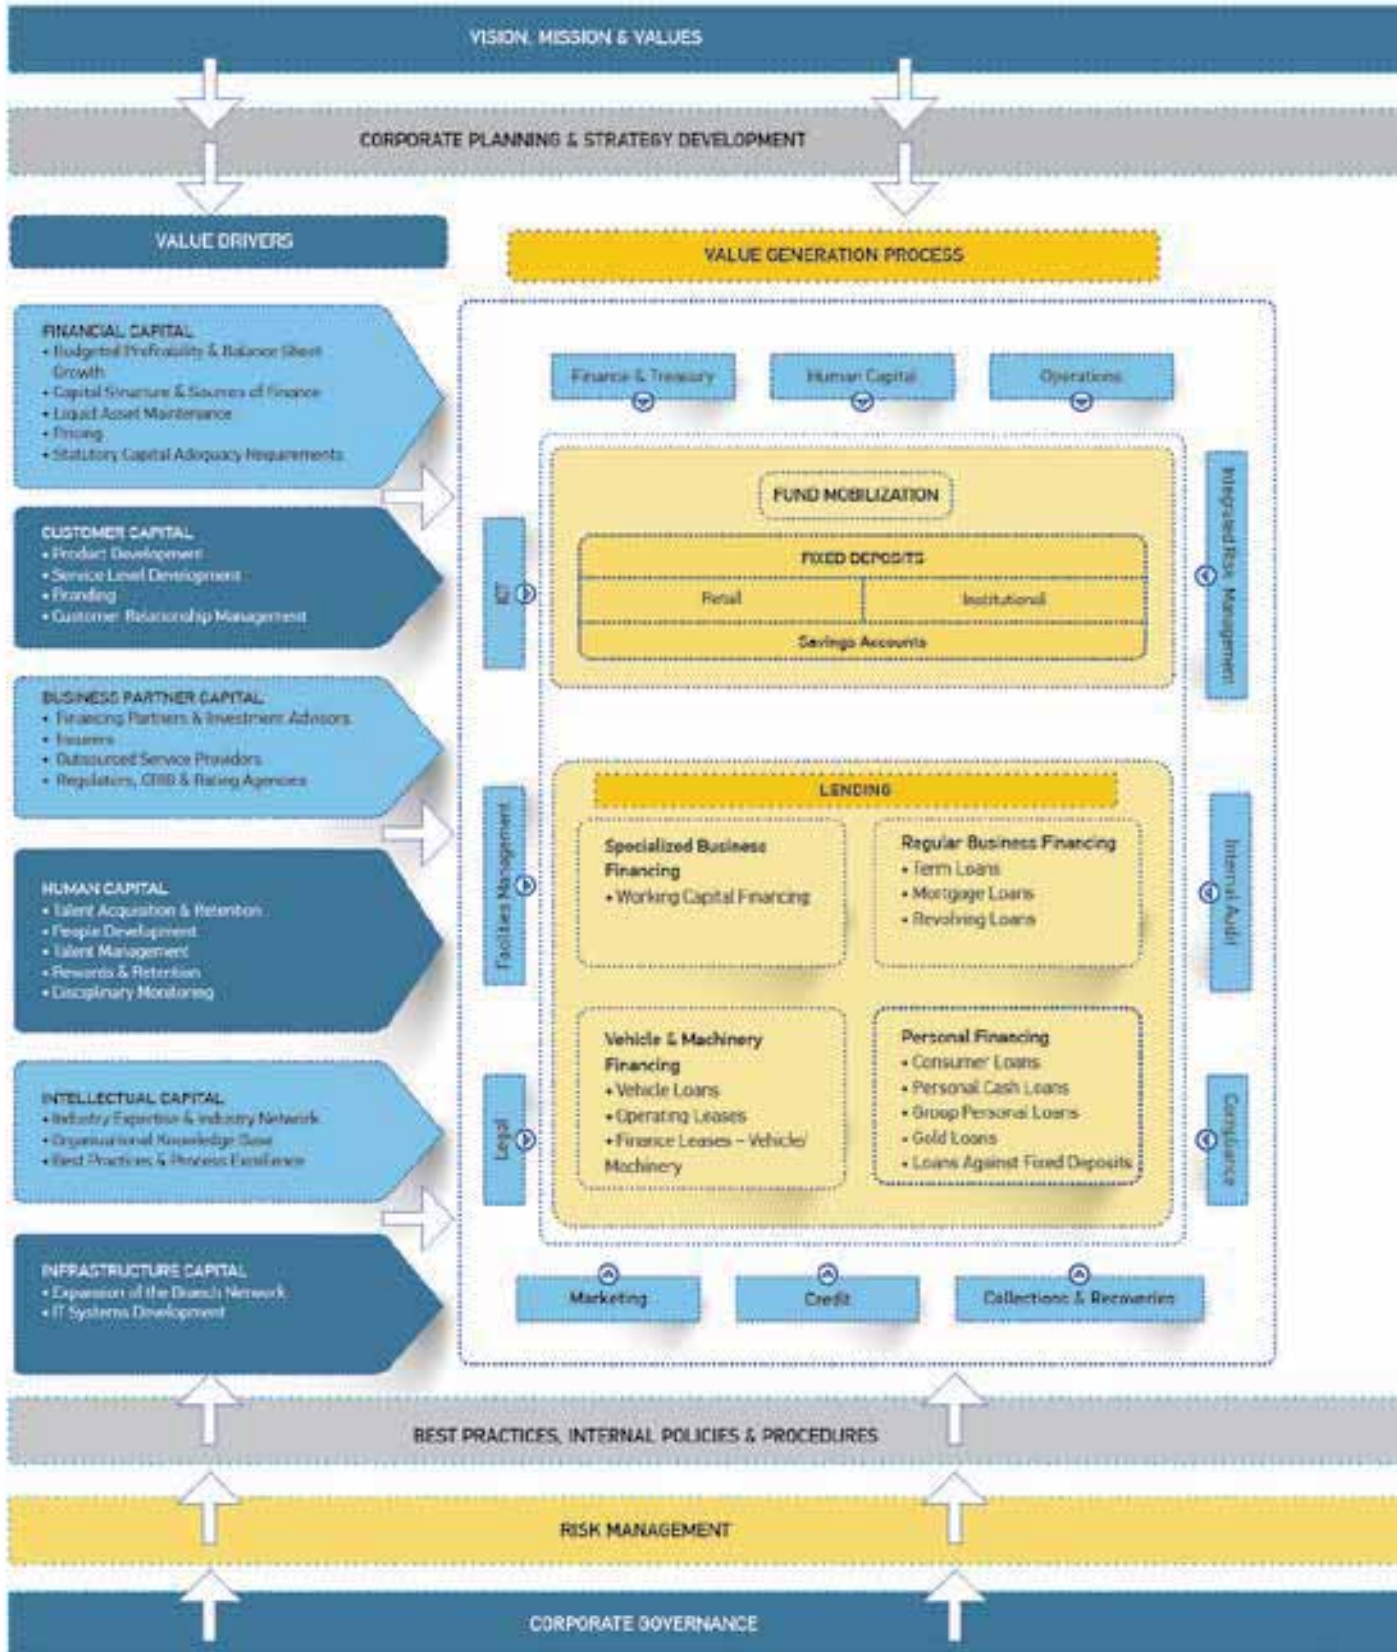 VISION, MISSION & VALUES
CORPORATE PLANNING & STRATEGY DEVELOPMENT
VALUE DRIVERS
VALUE GENERATION PROCESS
FINANCIAL CAPITAL
• Budgeted Profitability & Balance Sheet
Growth
• Capital Structure & Sources of Finance
• Liquid Asset Maintenance
• Pricing
• Statutory Capital Adequacy Requirements
CUSTOMER CAPITAL
• Product Development
• Service Level Development
• Branding
• Customer Relationship Management
BUSINESS PARTNER CAPITAL
• Financing Partners & Investment Advisors
• Insurers
• Outsourced Service Providers
• Regulators, CRIB & Rating Agencies
HUMAN CAPITAL
• Talent Acquisition & Retention
• People Development
• Talent Management
• Rewards & Retention
• Disciplinary Monitoring
INTELLECTUAL CAPITAL
• Industry Expertise & Industry Network
• Organisational Knowledge Base
• Best Practices & Process Excellence
INFRASTRUCTURE CAPITAL
• Expansion of the Branch Network
• IT Systems Development
Finance & Treasury
Human Capital
Operations
Facilities Management
Legal
FUND MOBILIZATION
FIXED DEPOSITS
Retail
Institutional
Savings Accounts
LENDING
Specialized Business
Financing
• Working Capital Financing
Regular Business Financing
• Term Loans
• Mortgage Loans
• Revolving Loans
Vehicle & Machinery
Financing
• Vehicle Loans
• Operating Leases
• Finance Leases – Vehicle/
Machinery
Personal Financing
• Consumer Loans
• Personal Cash Loans
• Group Personal Loans
• Gold Loans
• Loans Against Fixed Deposits
Integrated Risk Management
Internal Audit
Compliance
Marketing
Credit
Collections & Recoveries
BEST PRACTICES, INTERNAL POLICIES & PROCEDURES
RISK MANAGEMENT
CORPORATE GOVERNANCE